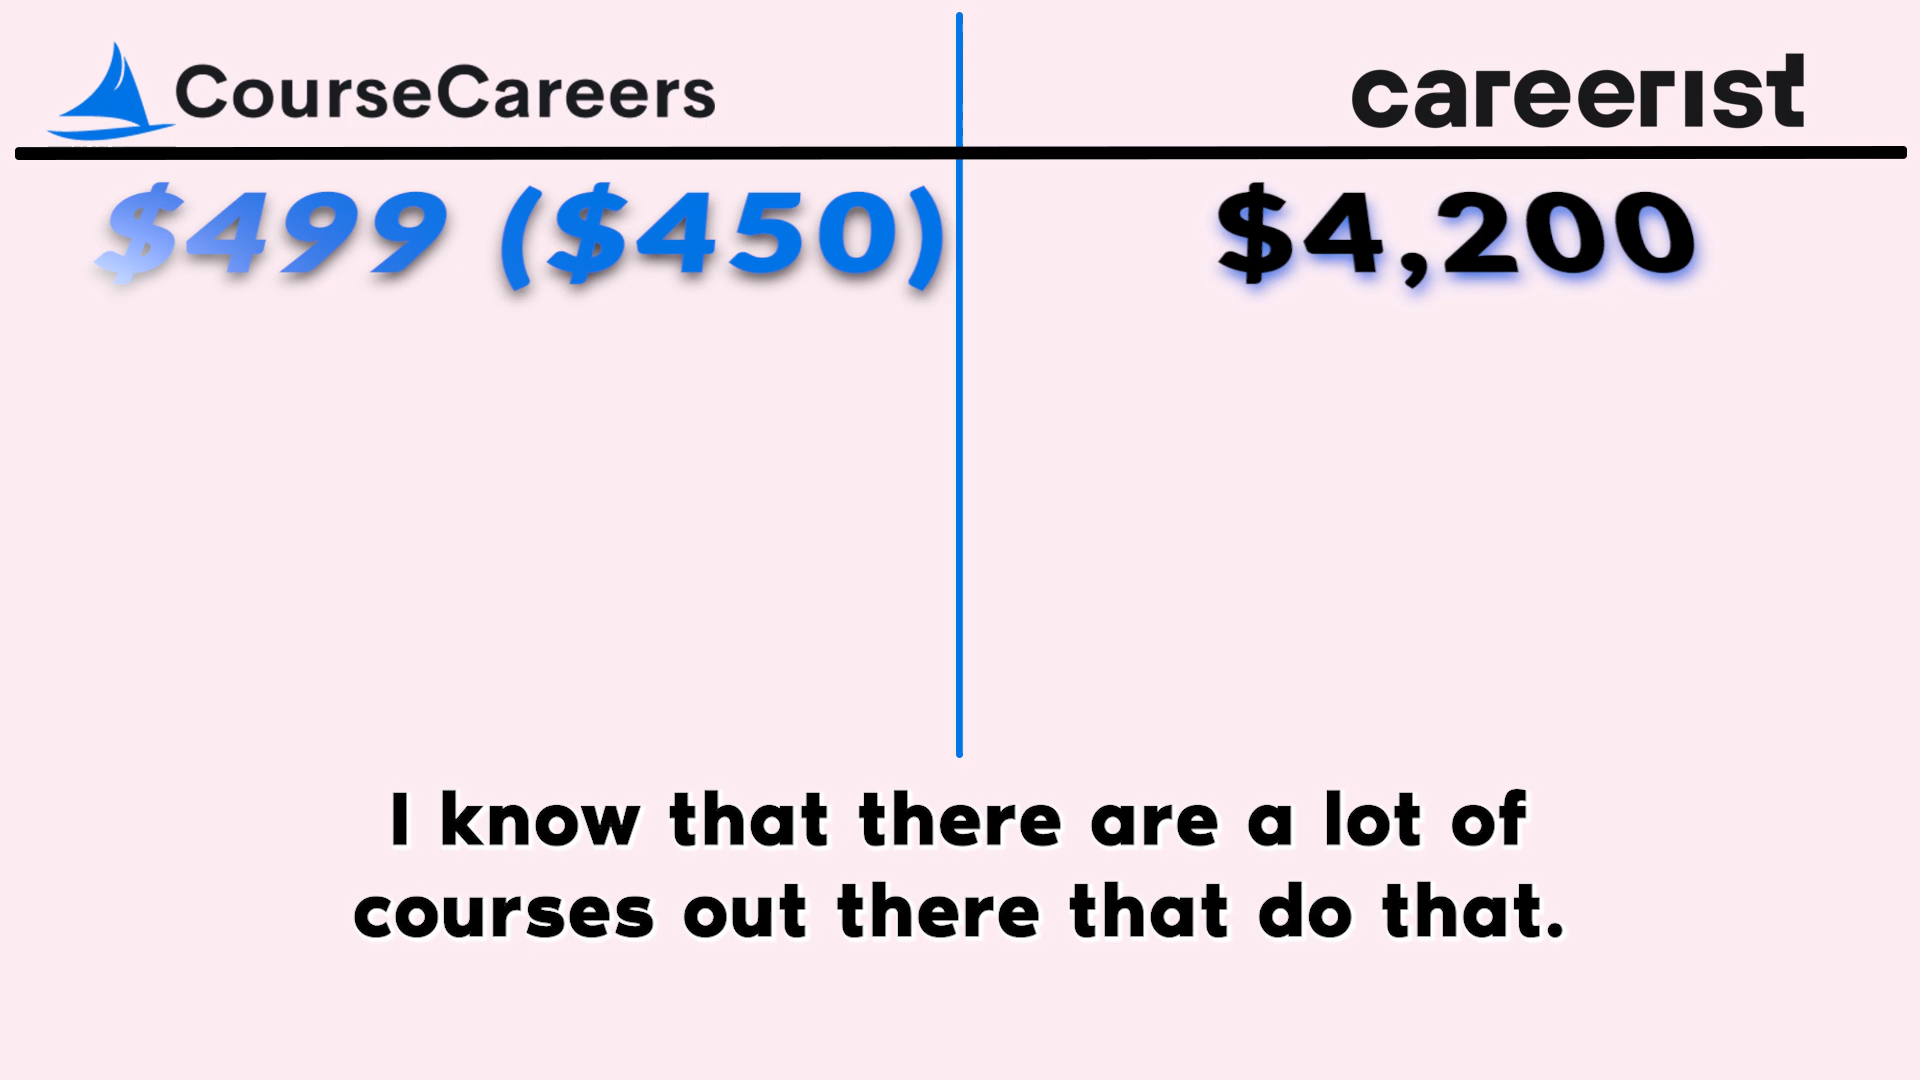 CourseCareers
careerist
$499 ($450)
$4,200
I know that there are a lot of
courses out there that do that.